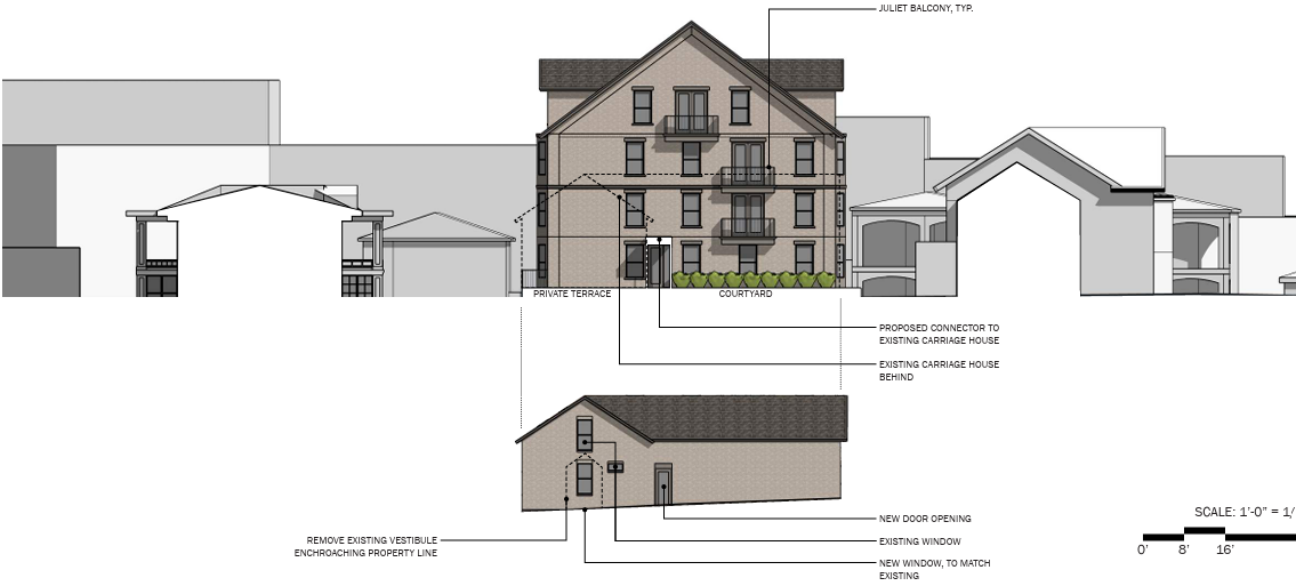 JULIET BALCONY, TYP.
PRIVATE TERRACE
COURTYARD
PROPOSED CONNECTOR TO
EXISTING CARRIAGE HOUSE
EXISTING CARRIAGE HOUSE
BEHIND
NEW DOOR OPENING
EXISTING WINDOW
NEW WINDOW, TO MATCH
EXISTING
REMOVE EXISTING VESTIBULE
ENCHROACHING PROPERTY LINE
SCALE: 1'-0" = 1/
0' 8' 16'